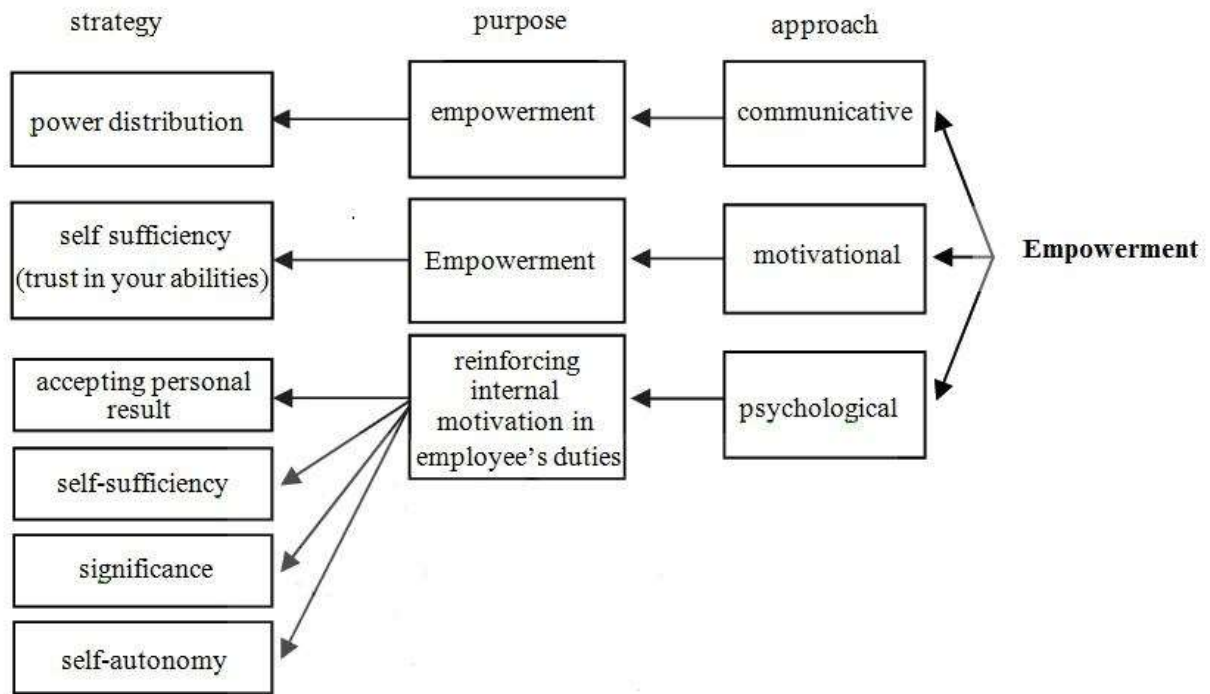 strategy
purpose
approach
power distribution
empowerment
communicative
self sufficiency
(trust in your abilities)
Empowerment
motivational
Empowerment
accepting personal
result
reinforcing
internal
motivation in
employee's duties
psychological
self-sufficiency
significance
self-autonomy